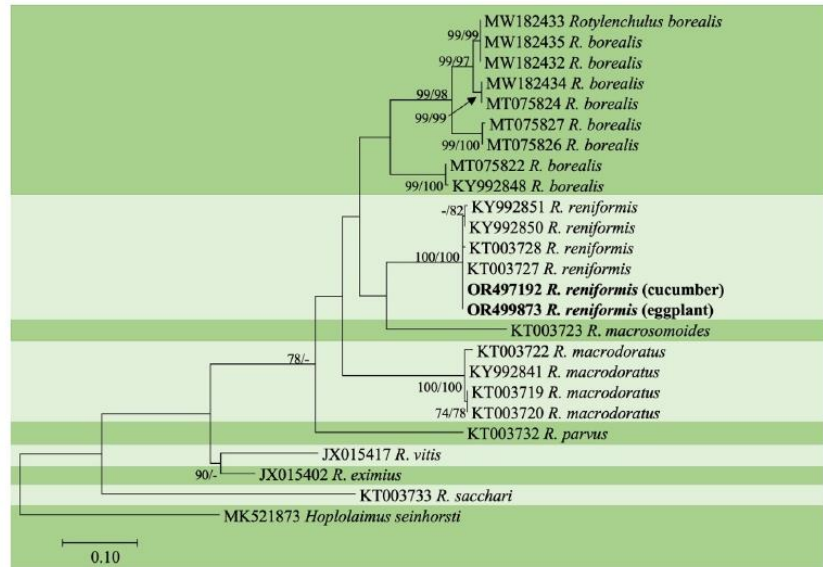 MW182433 Rotylenchulus borealis
99/99
MW182435 R. borealis
99/97
MW182432 R. borealis
MW182434 R. borealis
99/98
MT075824 R. borealis
99/99
MT075827 R. borealis
99/100
MT075826 R. borealis
MT075822 R. borealis
99/100
KY992848 R. borealis
-/82
KY992851 R. reniformis
KY992850 R. reniformis
KT003728 R. reniformis
100/100
KT003727 R. reniformis
OR497192 R. reniformis (cucumber)
OR499873 R. reniformis (eggplant)
KT003723 R. macrosomoides
KT003722 R. macrodoratus
78/-
KY992841 R. macrodoratus
100/100
KT003719 R. macrodoratus
74/78
KT003720 R. macrodoratus
KT003732 R. parvus
JX015417 R. vitis
90/-
JX015402 R. eximius
KT003733 R. sacchari
MK521873 Hoplolaimus seinhorsti
0.10